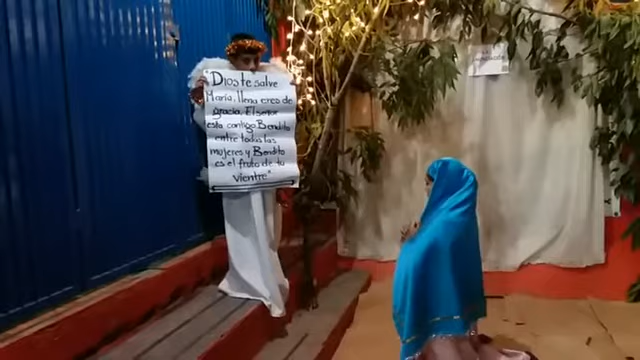 Dios te salve
María, llena eres de
gracia, El señor
esta contigo Bendita
entre todas las
mujeres y Bendito
es el fruto de tu
vientre"